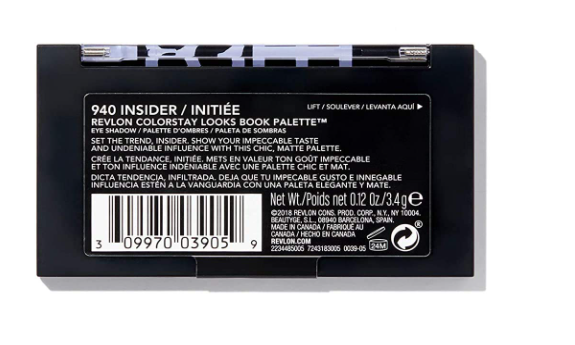 940 INSIDER / INITIÉE
LIFT / SOULEVER / LEVANTA AQUÍ
REVLON COLORSTAY LOOKS BOOK PALETTE™
EYE SHADOW / PALETTE D'OMBRES / PALETA DE SOMBRAS
SET THE TREND, INSIDER. SHOW YOUR IMPECCABLE TASTE
AND UNDENIABLE INFLUENCE WITH THIS CHIC, MATTE PALETTE.
CRÉE LA TENDANCE, INITIÉE. METS EN VALEUR TON GOÛT IMPECCABLE
ET TON INFLUENCE INDÉNIABLE AVEC UNE PALETTE CHIC ET MAT.
DICTA TENDENCIA, INFILTRADA. DEJA QUE TU IMPECABLE GUSTO E INNEGABLE
INFLUENCIA ESTÉN A LA VANGUARDIA CON UNA PALETA ELEGANTE Y MATE.
Net Wt./Poids net 0.12 Oz/3.4g e
©2018 REVLON CONS. PROD. CORP., N.Y., NY 10004.
BEAUTYGE, S.L., 08940 BARCELONA, SPAIN.
MADE IN CANADA / FABRIQUÉ AU
CANADA / HECHO EN CANADÁ
REVLON.COM
2234485005 7243183005 0039-05
24M
3 09970 03905 9